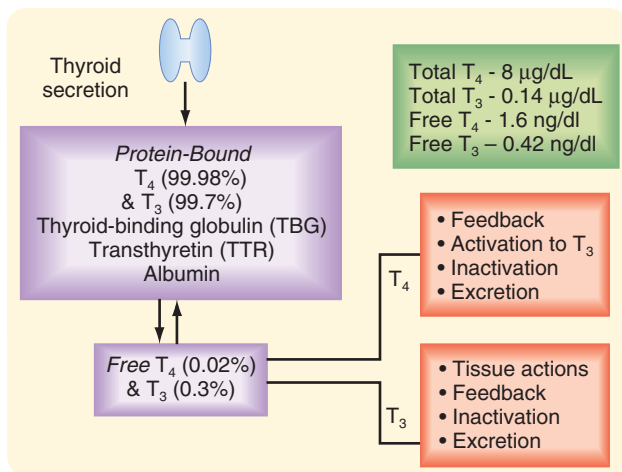 Thyroid
secretion
Total T₄ - 8 μg/dL
Total T₃ - 0.14 μg/dL
Free T₄ - 1.6 ng/dl
Free T₃ – 0.42 ng/dl
Protein-Bound
T₄ (99.98%)
& T₃ (99.7%)
Thyroid-binding globulin (TBG)
Transthyretin (TTR)
Albumin
• Feedback
• Activation to T₃
• Inactivation
• Excretion
T₄
Free T₄ (0.02%)
& T₃ (0.3%)
• Tissue actions
• Feedback
• Inactivation
• Excretion
T₃